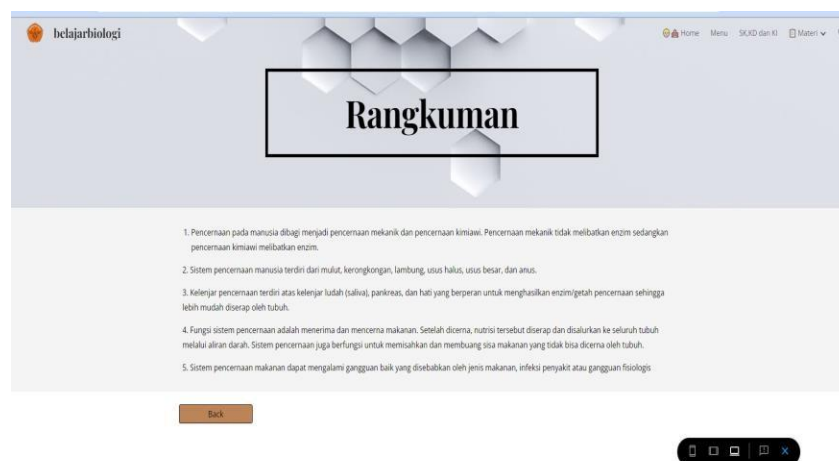 belajarbiologi
Home Menu SK,KD dan KI Materi
Rangkuman
1. Pencernaan pada manusia dibagi menjadi pencernaan mekanik dan pencernaan kimiawi. Pencernaan mekanik tidak melibatkan enzim sedangkan
pencernaan kimiawi melibatkan enzim.
2. Sistem pencernaan manusia terdiri dari mulut, kerongkongan, lambung, usus halus, usus besar, dan anus.
3. Kelenjar pencernaan terdiri atas kelenjar ludah (saliva), pankreas, dan hati yang berperan untuk menghasilkan enzim/getah pencernaan sehingga
lebih mudah diserap oleh tubuh.
4. Fungsi sistem pencernaan adalah menerima dan mencerna makanan. Setelah dicerna, nutrisi tersebut diserap dan disalurkan ke seluruh tubuh
melalui aliran darah. Sistem pencernaan juga berfungsi untuk memisahkan dan membuang sisa makanan yang tidak bisa dicerna oleh tubuh.
5. Sistem pencernaan makanan dapat mengalami gangguan baik yang disebabkan oleh jenis makanan, infeksi penyakit atau gangguan fisiologis
Back